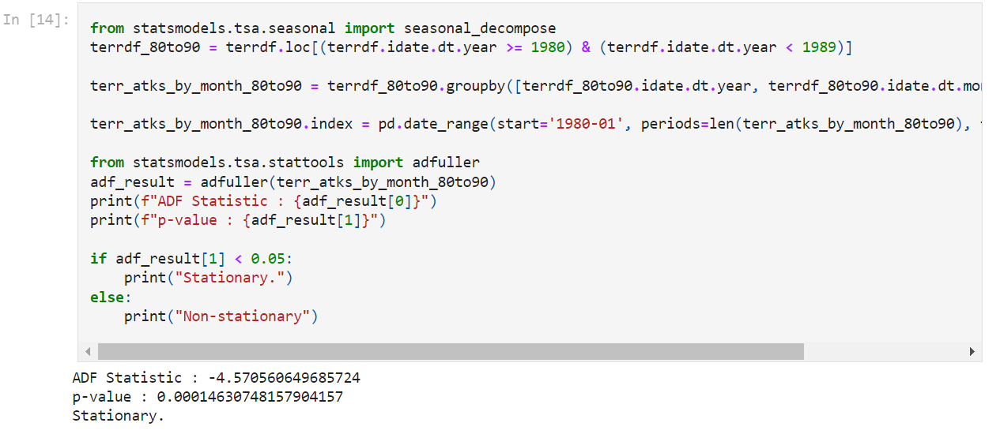 In [14]:
from statsmodels.tsa.seasonal import seasonal_decompose
terrdf_80to90 = terrdf.loc[(terrdf.idate.dt.year >= 1980) & (terrdf.idate.dt.year < 1989)]
terr_atks_by_month_80to90 = terrdf_80to90.groupby([terrdf_80to90.idate.dt.year, terrdf_80to90.idate.dt.mo
terr_atks_by_month_80to90.index = pd.date_range(start='1980-01', periods=len(terr_atks_by_month_80to90),
from statsmodels.tsa.stattools import adfuller
adf_result = adfuller(terr_atks_by_month_80to90)
print(f"ADF Statistic : {adf_result[0]}")
print(f"p-value : {adf_result[1]}")
if adf_result[1] < 0.05:
    print("Stationary.")
else:
    print("Non-stationary")
ADF Statistic : -4.570560649685724
p-value : 0.00014630748157904157
Stationary.